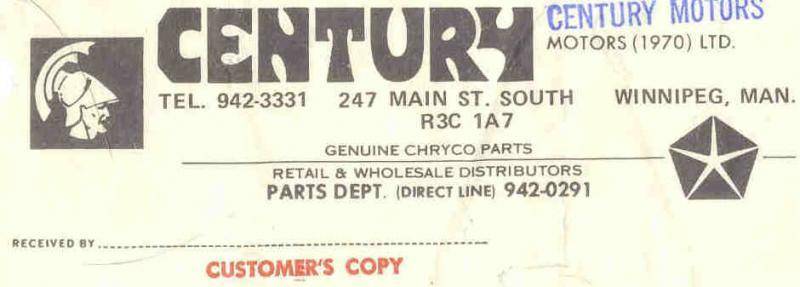 CENTURY CENTURY MOTORS
MOTORS (1970) LTD.
TEL. 942-3331 247 MAIN ST. SOUTH WINNIPEG, MAN.
R3C 1A7
GENUINE CHRYCO PARTS
RETAIL & WHOLESALE DISTRIBUTORS
PARTS DEPT. (DIRECT LINE) 942-0291
RECEIVED BY
CUSTOMER'S COPY